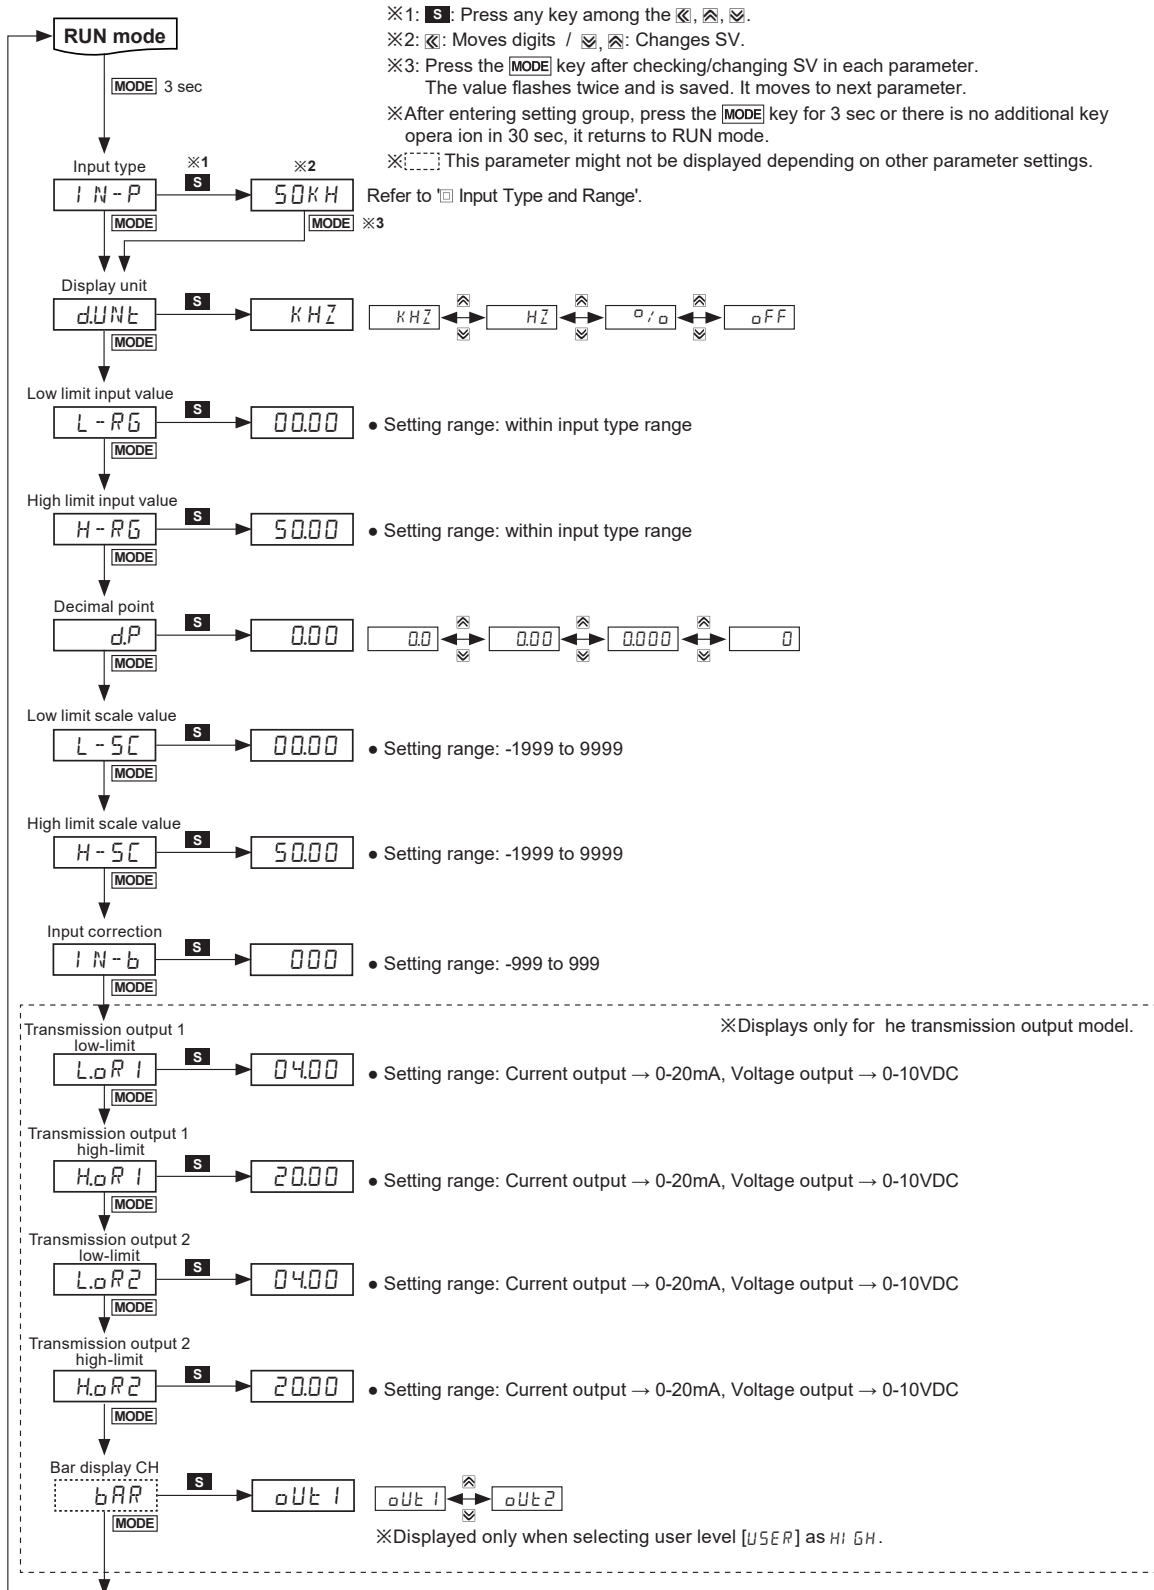 ※1: S: Press any key among the «, ︽, ︾.
RUN mode
※2: «: Moves digits / ︾, ︽: Changes SV.
※3: Press the MODE key after checking/changing SV in each parameter.
The value flashes twice and is saved. It moves to next parameter.
MODE 3 sec
※After entering setting group, press the MODE key for 3 sec or there is no additional key
opera ion in 30 sec, it returns to RUN mode.
※ This parameter might not be displayed depending on other parameter settings.
Input type ※1 ※2
IN-P S 50KH Refer to '□ Input Type and Range'.
MODE MODE ※3
Display unit
d.UNt S KHZ KHZ HZ o/o oFF
MODE
Low limit input value
L-RG S 00.00 ● Setting range: within input type range
MODE
High limit input value
H-RG S 50.00 ● Setting range: within input type range
MODE
Decimal point
d.P S 0.00 0.0 0.00 0.000 0
MODE
Low limit scale value
L-SC S 00.00 ● Setting range: -1999 to 9999
MODE
High limit scale value
H-SC S 50.00 ● Setting range: -1999 to 9999
MODE
Input correction
IN-b S 000 ● Setting range: -999 to 999
MODE
※Displays only for he transmission output model.
Transmission output 1
low-limit
L.oR1 S 04.00 ● Setting range: Current output → 0-20mA, Voltage output → 0-10VDC
MODE
Transmission output 1
high-limit
H.oR1 S 20.00 ● Setting range: Current output → 0-20mA, Voltage output → 0-10VDC
MODE
Transmission output 2
low-limit
L.oR2 S 04.00 ● Setting range: Current output → 0-20mA, Voltage output → 0-10VDC
MODE
Transmission output 2
high-limit
H.oR2 S 20.00 ● Setting range: Current output → 0-20mA, Voltage output → 0-10VDC
MODE
Bar display CH
bAR S oUt1 oUt1 oUt2
MODE
※Displayed only when selecting user level [USER] as HIGH.